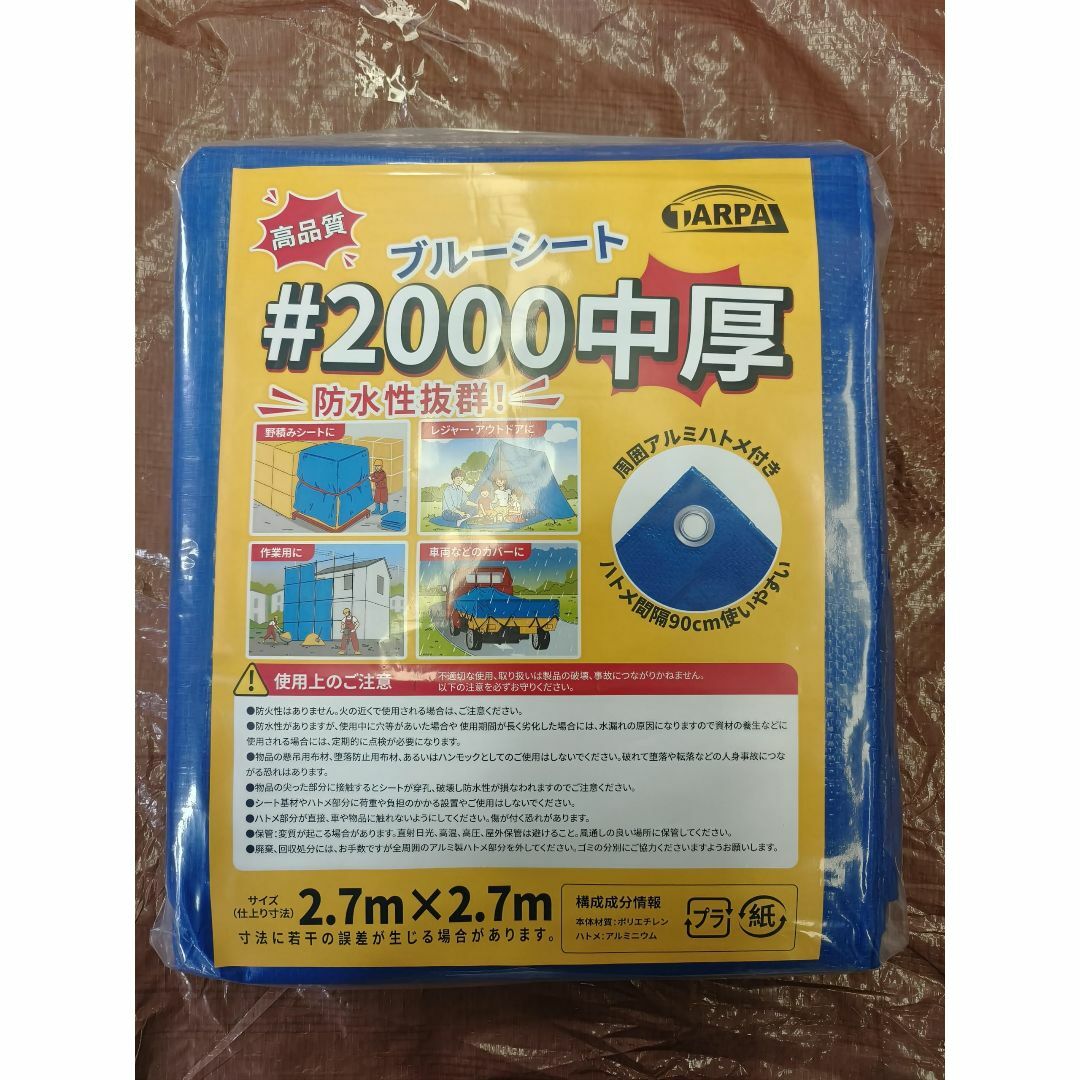 高品質
TARPA
ブルーシート
#2000中厚
防水性抜群!
野積みシートに
レジャー・アウトドアに
作業用に
車両などのカバーに
周囲アルミハトメ付き
ハトメ間隔90cm使いやすい
使用上のご注意
不適切な使用、取り扱いは製品の破壊、事故につながりかねません。
以下の注意を必ずお守りください。
●防火性はありません。火の近くで使用される場合は、ご注意ください。
●防水性がありますが、使用中に穴等があいた場合や 使用期間が長く劣化した場合には、水漏れの原因になりますので資材の養生などに
使用される場合には、定期的に点検が必要になります。
●物品の懸吊用布材、堕落防止用布材、あるいはハンモックとしてのご使用はしないでください。破れて堕落や転落などの人身事故につな
がる恐れはあります。
●物品の尖った部分に接触するとシートが穿孔、破壊し防水性が損なわれますのでご注意ください。
●シート基材やハトメ部分に荷重や負担のかかる設置やご使用はしないでください。
●ハトメ部分が直接、車や物品に触れないようにしてください。傷が付く恐れがあります。
●保管:変質が起こる場合があります。直射日光、高温、高圧、屋外保管は避けること。風通しの良い場所に保管してください。
●廃棄、回収処分には、お手数ですが全周囲のアルミ製ハトメ部分を外してください。ゴミの分別にご協力くださいますようお願いします。
サイズ
(仕上り寸法)
2.7m×2.7m
寸法に若干の誤差が生じる場合があります。
構成成分情報
本体材質:ポリエチレン
ハトメ:アルミニウム
プラ
紙